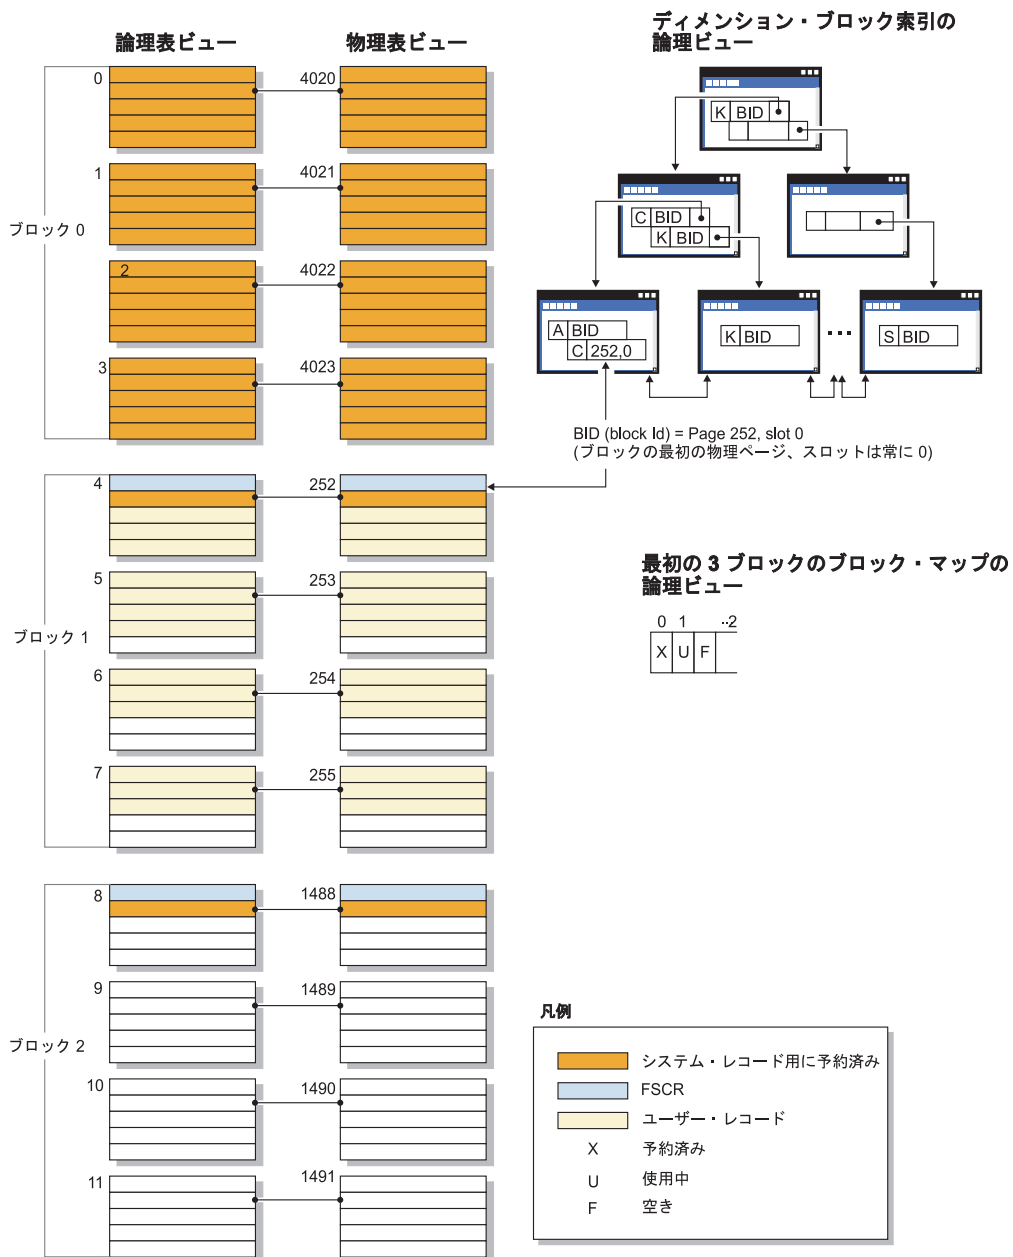 論理表ビュー
物理表ビュー
ディメンション・ブロック索引の
論理ビュー
0
4020
1
4021
ブロック 0
2
4022
3
4023
K BID
C BID
K BID
A BID
C 252,0
K BID
S BID
BID (block Id) = Page 252, slot 0
(ブロックの最初の物理ページ、スロットは常に 0)
4
252
5
253
ブロック 1
6
254
7
255
最初の 3 ブロックのブロック・マップの
論理ビュー
0 1 ..2
X U F
8
1488
9
1489
ブロック 2
10
1490
11
1491
凡例
システム・レコード用に予約済み
FSCR
ユーザー・レコード
X 予約済み
U 使用中
F 空き